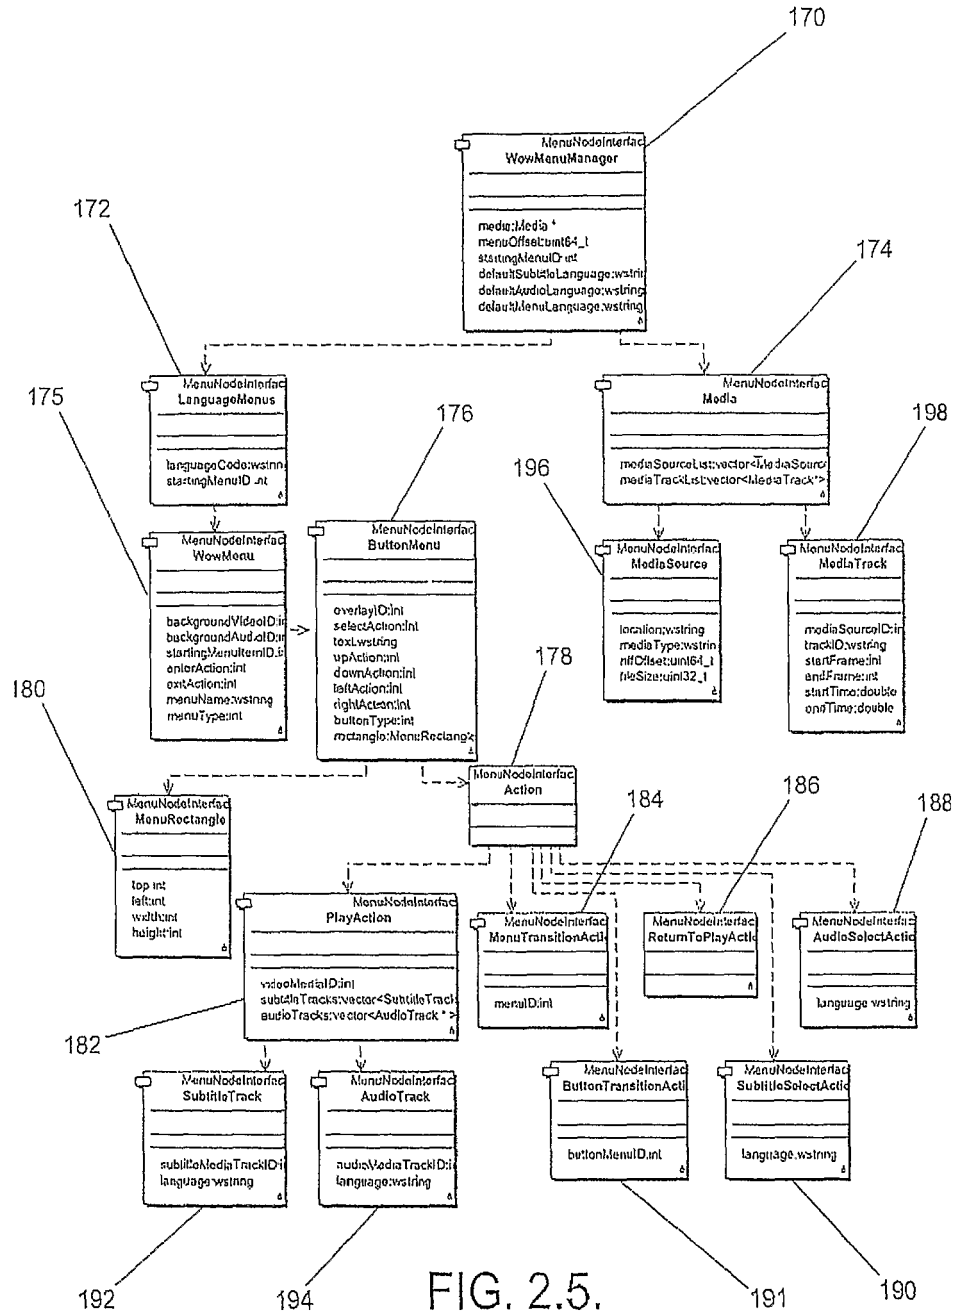 170
MenuNodeInterfac
WowMenuManager
media:Media *
menuOffset:uint64_t
startingMenuID:int
defaultSubtitleLanguage:wstrin
defaultAudioLanguage:wstring
defaultMenuLanguage:wstring
172
174
MenuNodeInterfac
LanguageMenus
languageCode:wstrin
startingMenuID:int
MenuNodeInterfac
Media
mediaSourceList:vector<MediaSourc
mediaTrackList:vector<MediaTrack*>
175
176
196
198
MenuNodeInterfac
WowMenu
backgroundVideoID:in
backgroundAudioID:in
startingMenuItemID:i
enterAction:int
exitAction:int
menuName:wstring
menuType:int
MenuNodeInterfac
ButtonMenu
overlayID:int
selectAction:int
text:wstring
upAction:int
downAction:int
leftAction:int
rightAction:int
buttonType:int
rectangle:MenuRectang
MenuNodeInterfac
MediaSource
location:wstring
mediaType:wstrin
fileSize:uint32_t
MenuNodeInterfac
MediaTrack
mediaSourceID:in
trackID:wstring
startFrame:int
endFrame:int
startTime:double
endTime:double
178
180
MenuNodeInterfac
Action
184
186
188
MenuNodeInterfac
MenuRectangle
top:int
left:int
width:int
height:int
MenuNodeInterfac
PlayAction
videoMediaID:int
subtitleTracks:vector<SubtitleTrack
audioTracks:vector<AudioTrack * >
182
MenuNodeInterfac
MenuTransitionActi
menuID:int
MenuNodeInterfac
ReturnToPlayActic
MenuNodeInterfac
AudioSelectActi
language:wstring
MenuNodeInterfac
SubtitleTrack
subtitleMediaTrackID:i
language:wstring
MenuNodeInterfac
AudioTrack
audioMediaTrackID:i
language:wstring
MenuNodeInterfac
ButtonTransitionActi
buttonMenuID:int
MenuNodeInterfac
SubtitleSelectActi
language:wstring
192
194
191
190
FIG. 2.5.